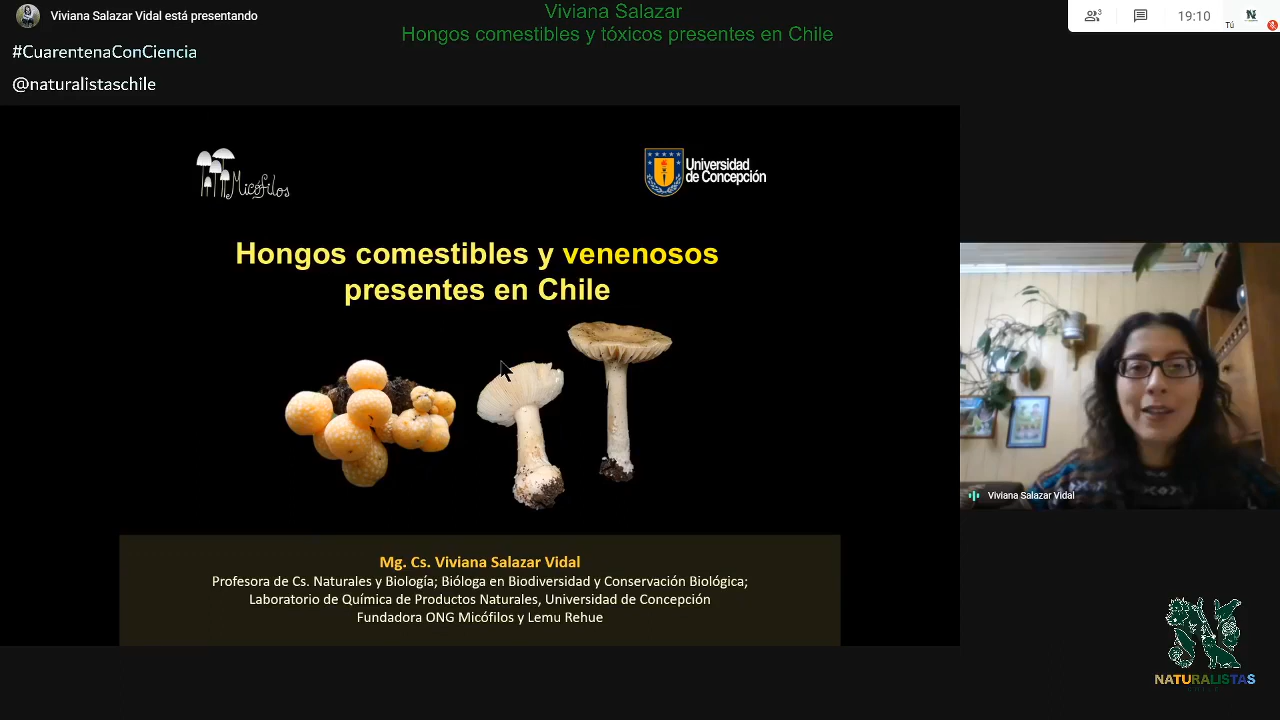 Viviana Salazar Vidal está presentando
Viviana Salazar
Hongos comestibles y tóxicos presentes en Chile
3
19:10
Tú
#CuarentenaConCiencia
@naturalistaschile
Micófilos
Universidad
de Concepción
Hongos comestibles y venenosos
presentes en Chile
Viviana Salazar Vidal
Mg. Cs. Viviana Salazar Vidal
Profesora de Cs. Naturales y Biología; Bióloga en Biodiversidad y Conservación Biológica;
Laboratorio de Química de Productos Naturales, Universidad de Concepción
Fundadora ONG Micófilos y Lemu Rehue
NATURALISTAS
CHILE